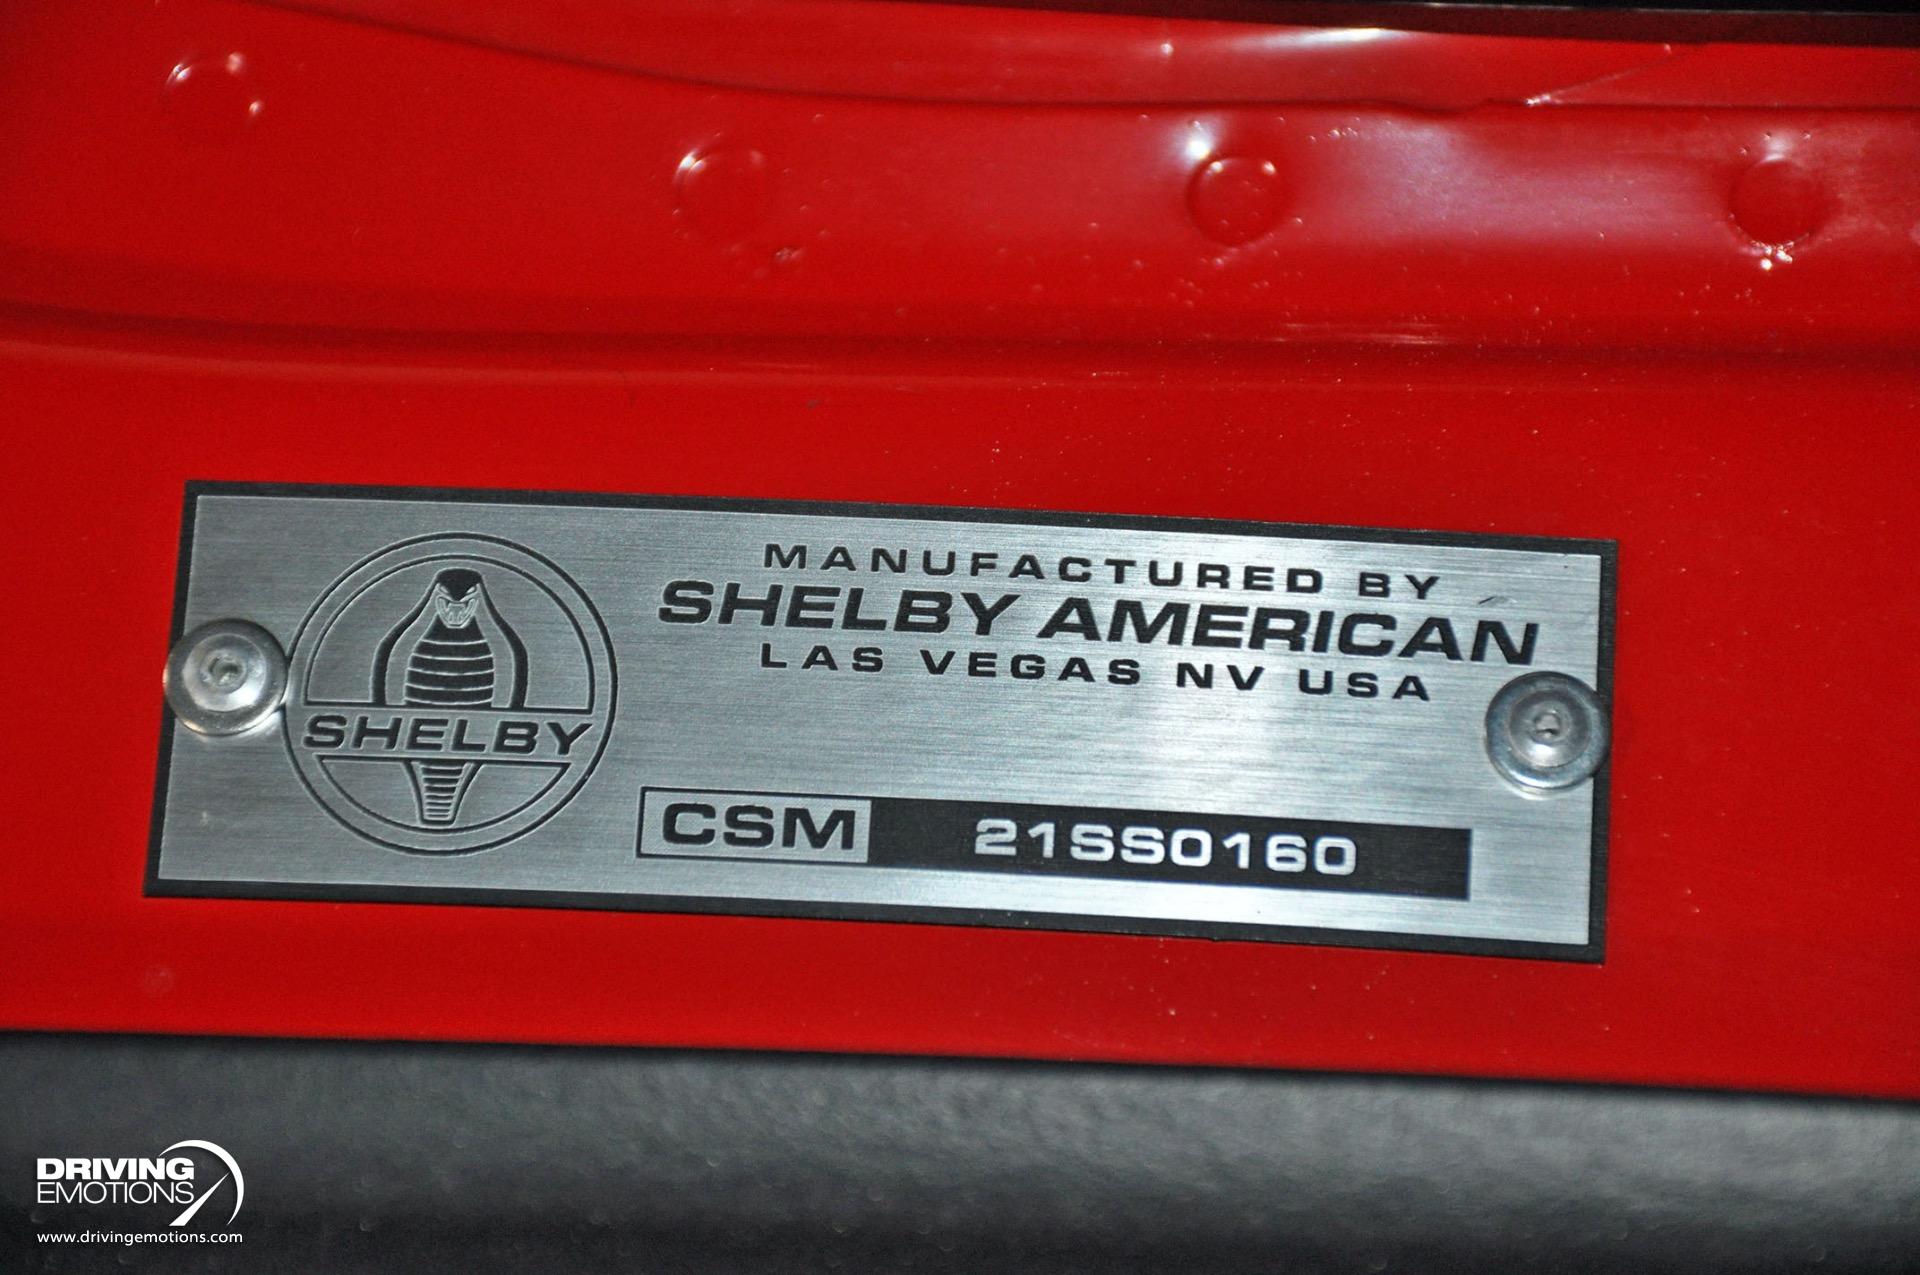 MANUFACTURED BY
SHELBY AMERICAN
LAS VEGAS NV USA
SHELBY
CSM 21SS0160
DRIVING
EMOTIONS
www.drivingemotions.com